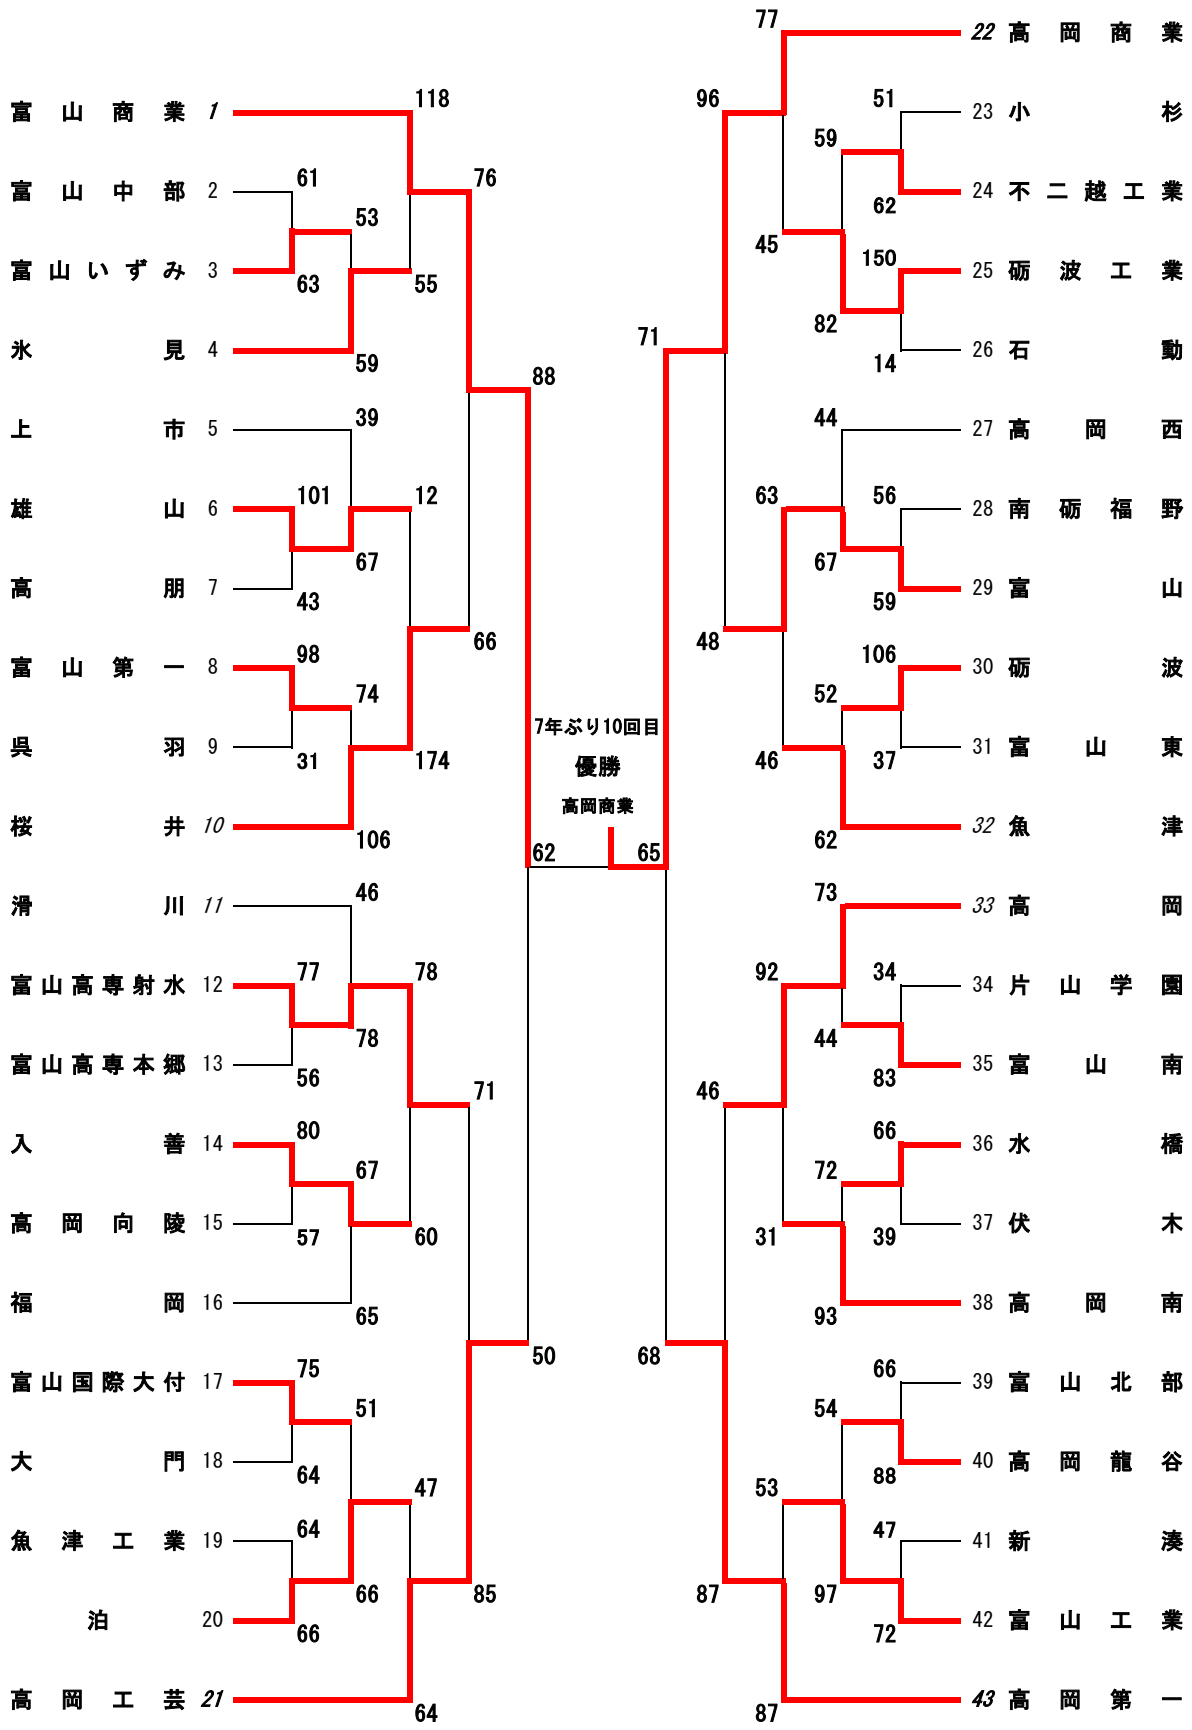 77
22 高岡商業
118
96
51
富山商業 1
23 小杉
59
61
76
富山中部 2
24 不二越工業
53
62
45
150
富山いずみ 3
25 砺波工業
63
55
82
71
氷見 4
26 石動
59
14
88
39
44
上市 5
27 高岡西
101
12
63
56
雄山 6
28 南砺福野
67
67
高朋 7
29 富山
43
59
66
48
98
106
富山第一 8
30 砺波
74
52
7年ぶり10回目
呉羽 9
31 富山東
31
174
46
37
優勝
高岡商業
桜井 10
32 魚津
106
62
62
65
46
73
滑川 11
33 高岡
77
78
92
34
富山高専射水 12
34 片山学園
78
44
富山高専本郷 13
35 富山南
56
83
71
46
80
66
入善 14
36 水橋
67
72
高岡向陵 15
37 伏木
57
60
31
39
福岡 16
38 高岡南
65
93
50
68
75
66
富山国際大付 17
39 富山北部
51
54
大門 18
40 高岡龍谷
64
88
47
53
64
47
魚津工業 19
41 新湊
66
85
87
97
泊 20
42 富山工業
66
72
高岡工芸 21
43 高岡第一
64
87